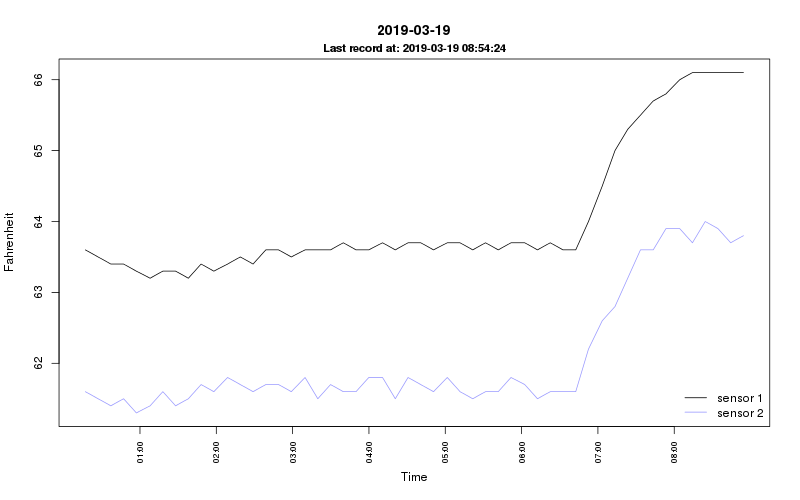 2019-03-19
Last record at: 2019-03-19 08:54:24
Fahrenheit
66
65
64
63
62
01:00 02:00 03:00 04:00 05:00 06:00 07:00 08:00
Time
sensor 1
sensor 2